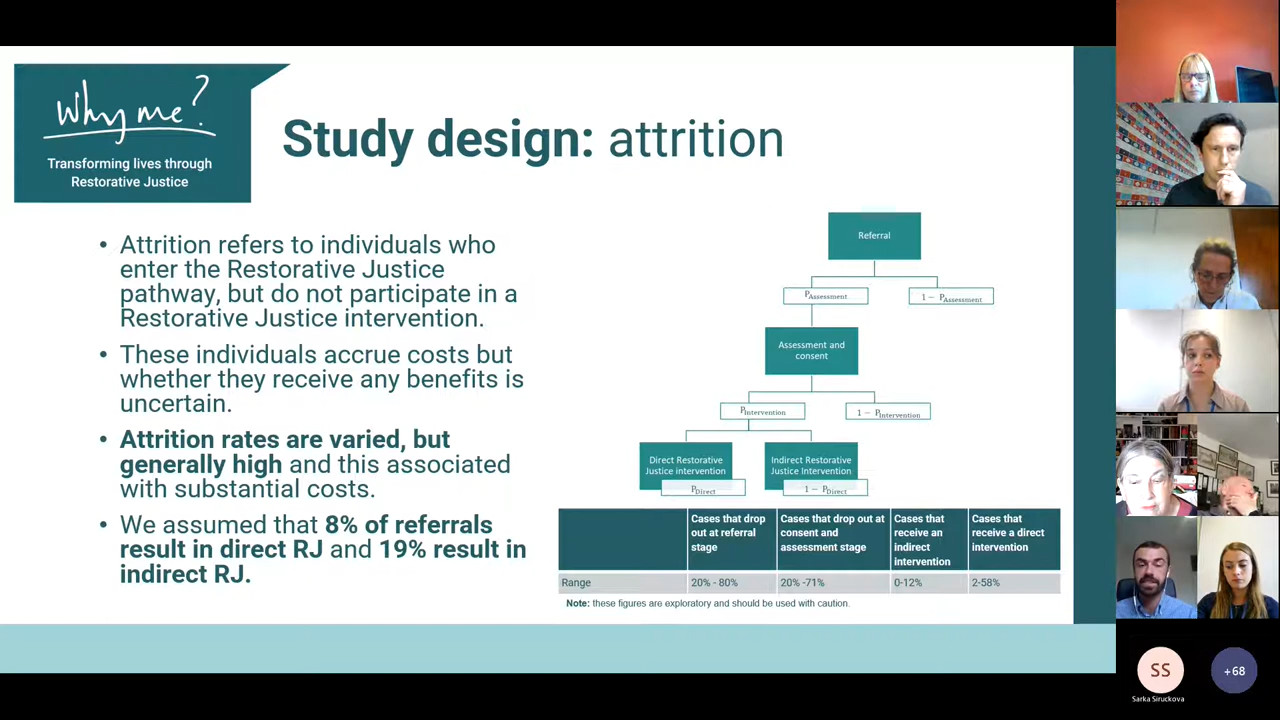 Why me?
Transforming lives through
Restorative Justice
Study design: attrition
• Attrition refers to individuals who
enter the Restorative Justice
pathway, but do not participate in a
Restorative Justice intervention.
• These individuals accrue costs but
whether they receive any benefits is
uncertain.
• Attrition rates are varied, but
generally high and this associated
with substantial costs.
• We assumed that 8% of referrals
result in direct RJ and 19% result in
indirect RJ.
Referral
PAssessment
1 − PAssessment
Assessment and
consent
PIntervention
1 − PIntervention
Direct Restorative
Justice intervention
Indirect Restorative
Justice Intervention
PDirect
1 − PDirect
Cases that drop
out at referral
stage
Cases that drop out at
consent and
assessment stage
Cases that
receive an
indirect
intervention
Cases that
receive a direct
intervention
Range
20% - 80%
20% -71%
0-12%
2-58%
Note: these figures are exploratory and should be used with caution.
SS
Sarka Siruckova
+68